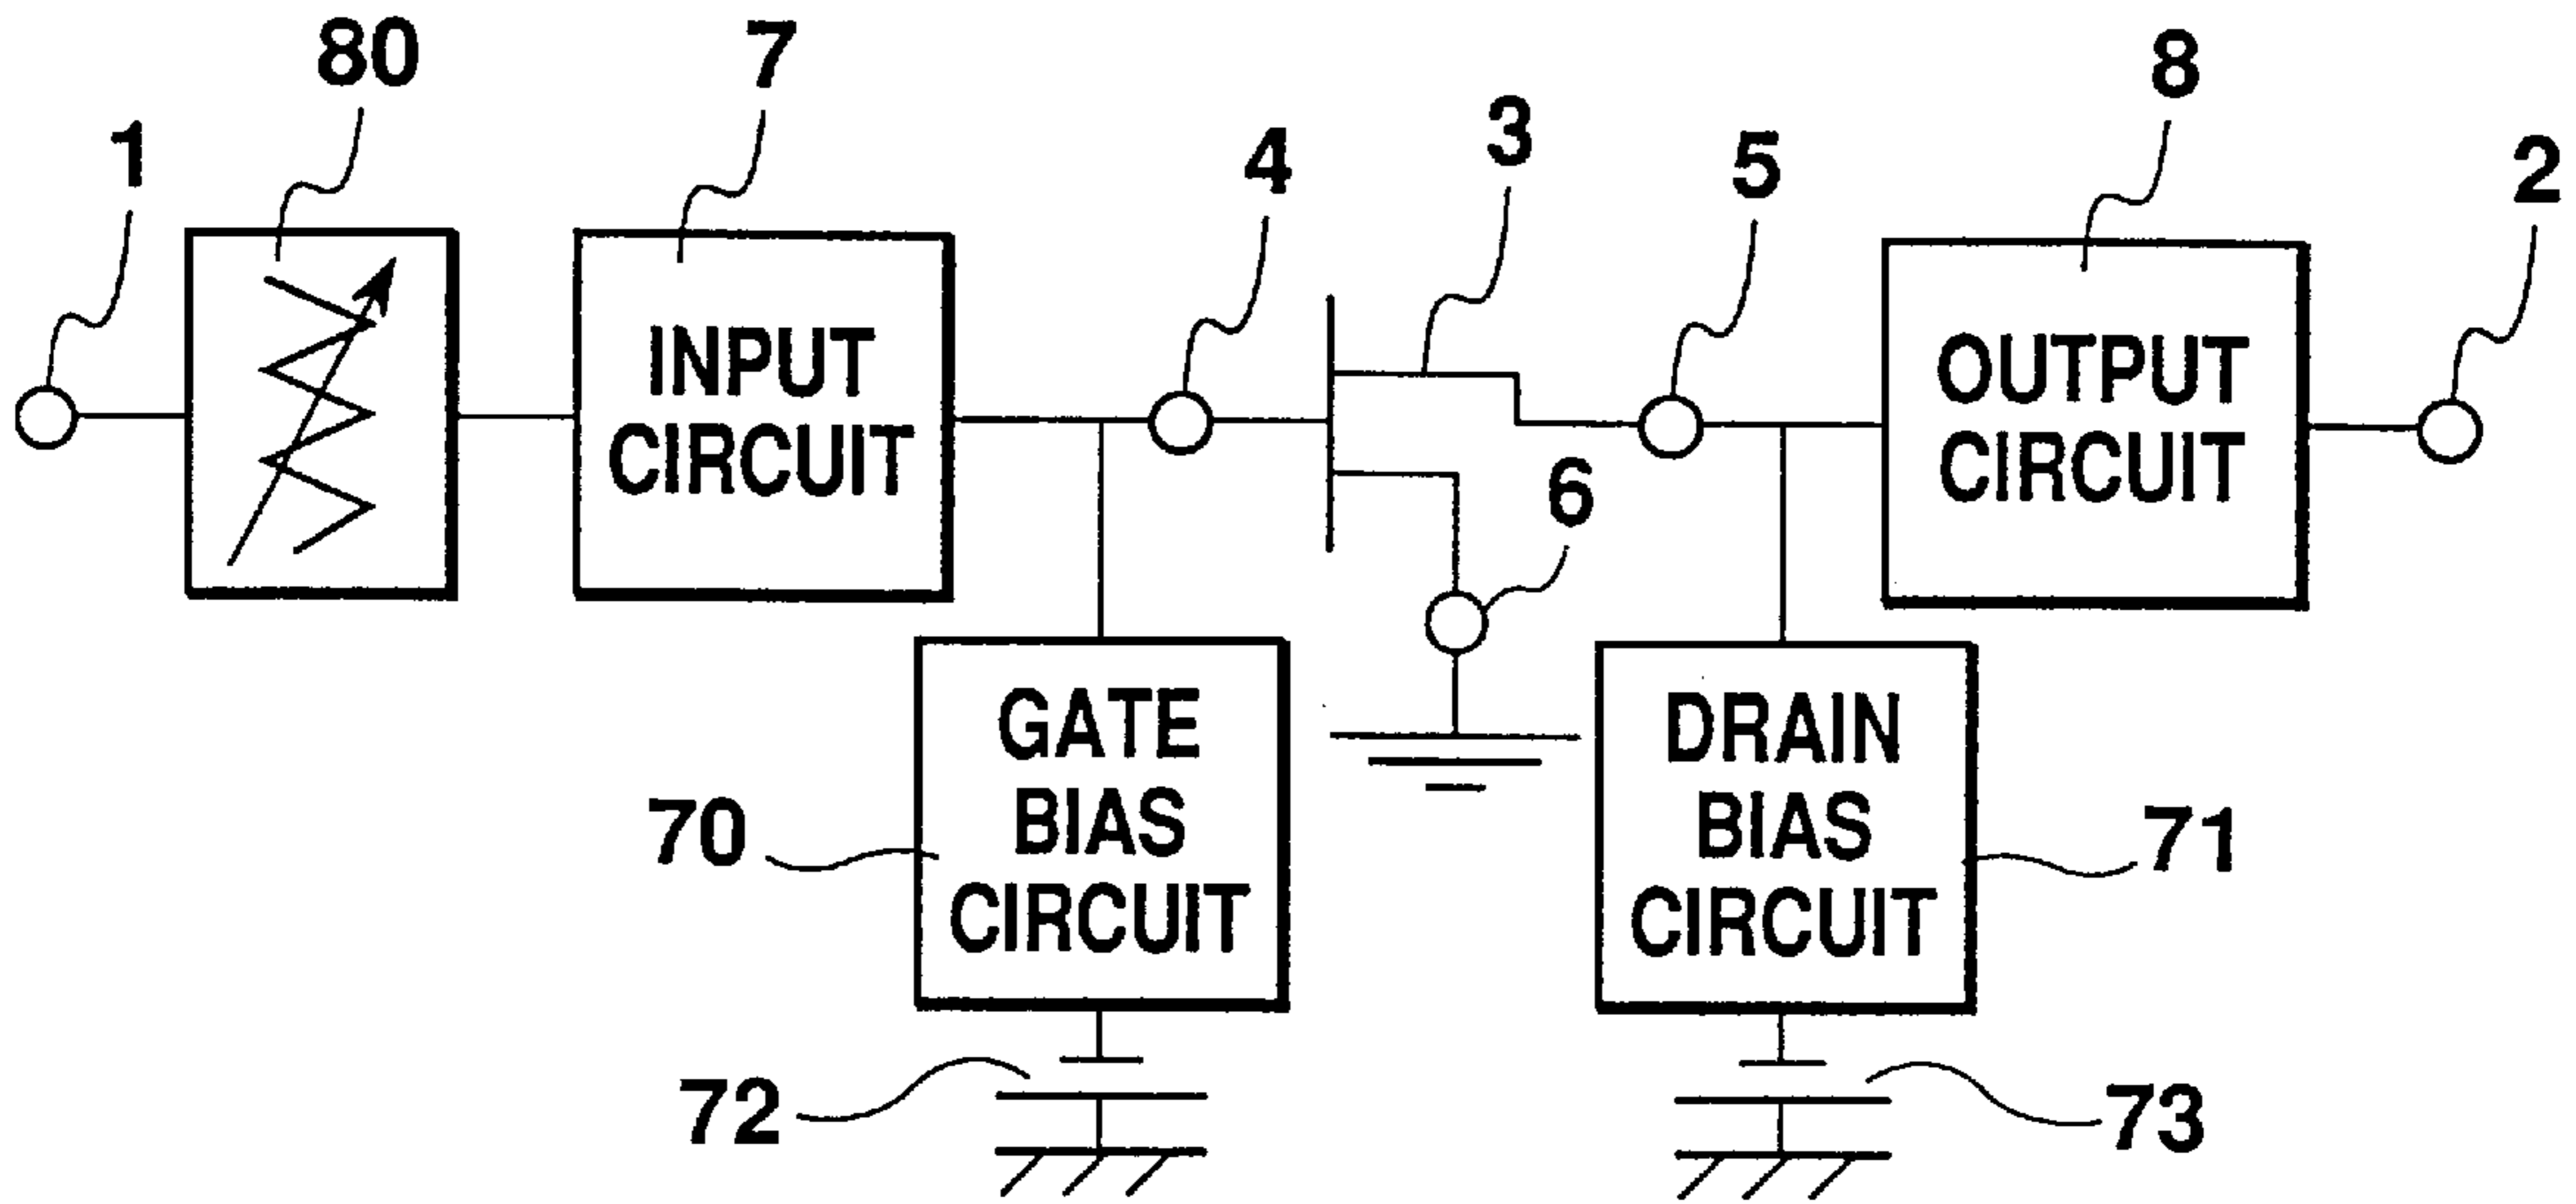 80
7
8
1
4
3
5
2
INPUT
CIRCUIT
OUTPUT
CIRCUIT
6
GATE
BIAS
CIRCUIT
DRAIN
BIAS
CIRCUIT
70
71
72
73